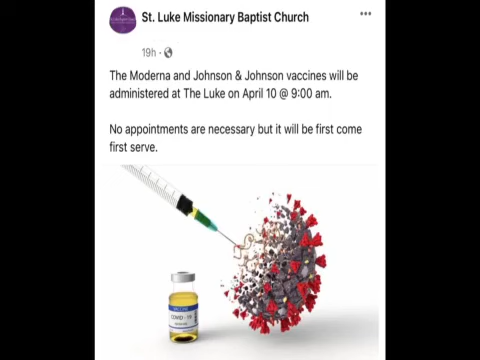 St. Luke Missionary Baptist Church
19h ·
The Moderna and Johnson & Johnson vaccines will be
administered at The Luke on April 10 @ 9:00 am.
No appointments are necessary but it will be first come
first serve.
COVID - 19